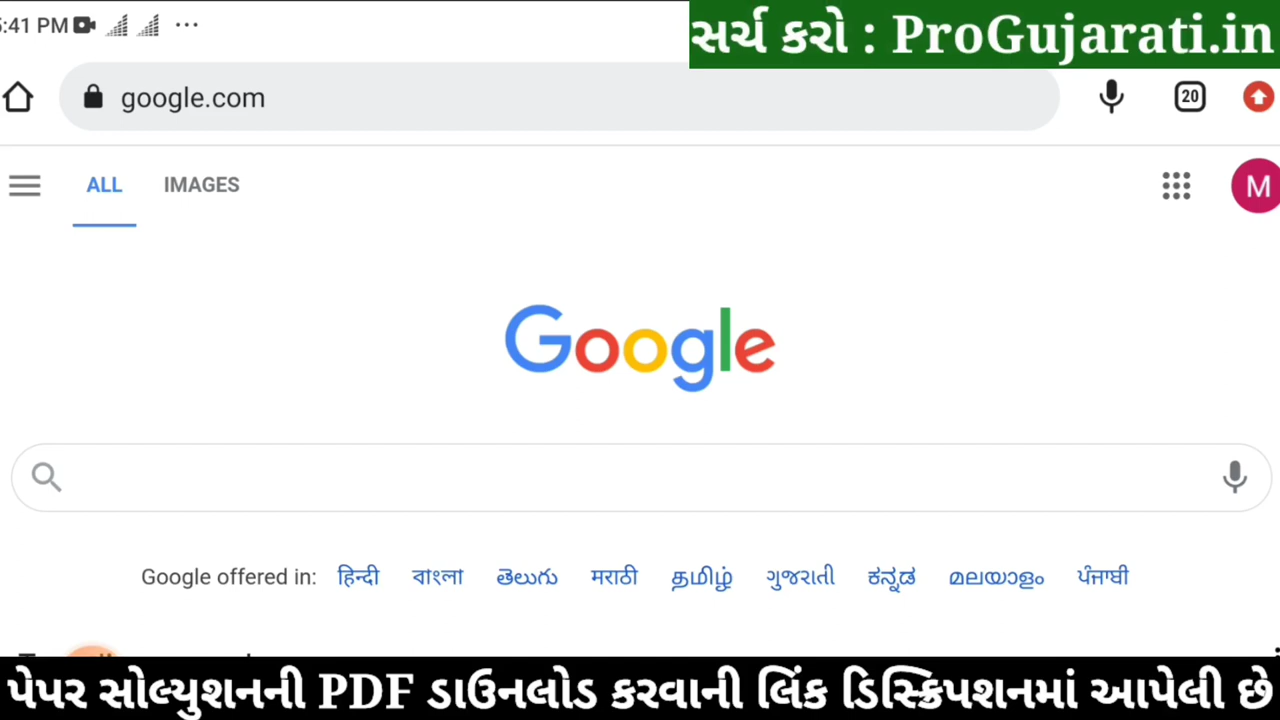 5:41 PM
સર્ચ કરો : ProGujarati.in
google.com
20
ALL IMAGES
M
Google
Google offered in: हिन्दी বাংলা తెలుగు मराठी தமிழ் ગુજરાતી ಕನ್ನಡ മലയാളം ਪੰਜਾਬੀ
પેપર સોલ્યુશનની PDF ડાઉનલોડ કરવાની લિંક ડિસ્ક્રિપશનમાં આપેલી છે